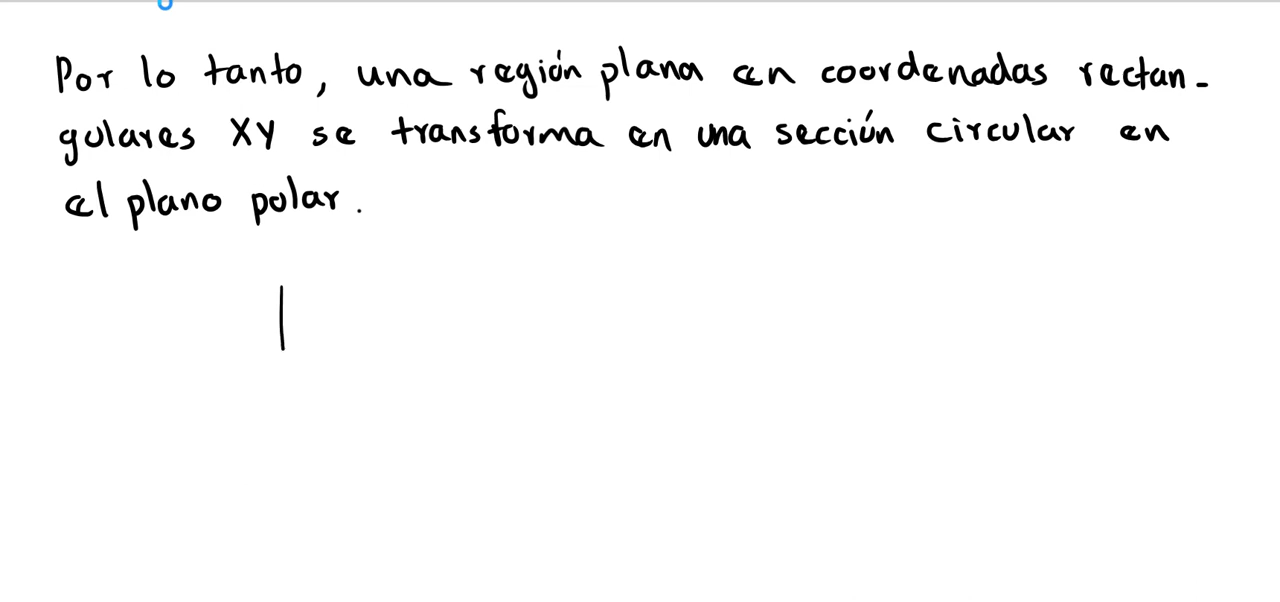 Por lo tanto, una región plana en coordenadas rectan-
gulares XY se transforma en una sección circular en
el plano polar.